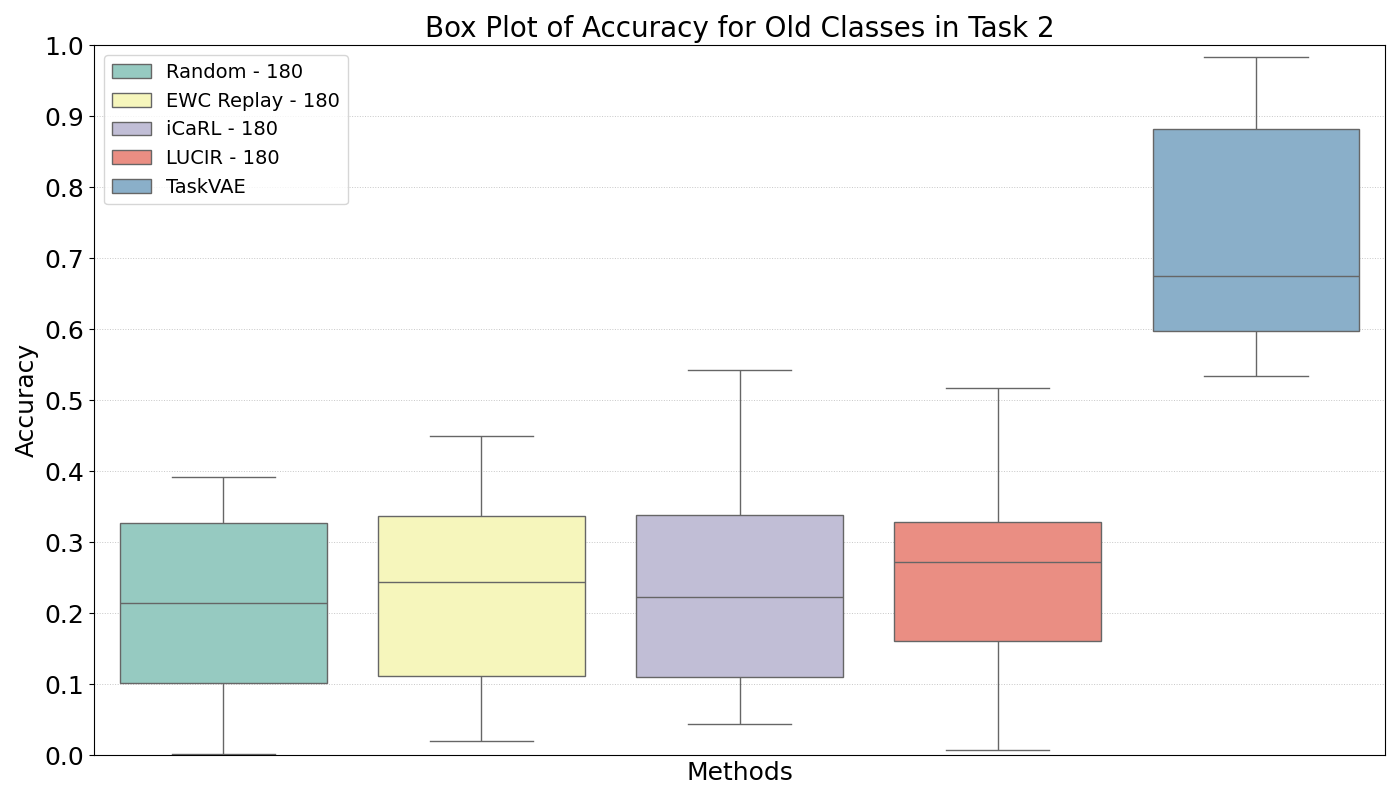 Box Plot of Accuracy for Old Classes in Task 2
1.0
0.9
0.8
0.7
0.6
0.5
0.4
0.3
0.2
0.1
0.0
Accuracy
Random - 180
EWC Replay - 180
iCaRL - 180
LUCIR - 180
TaskVAE
Methods